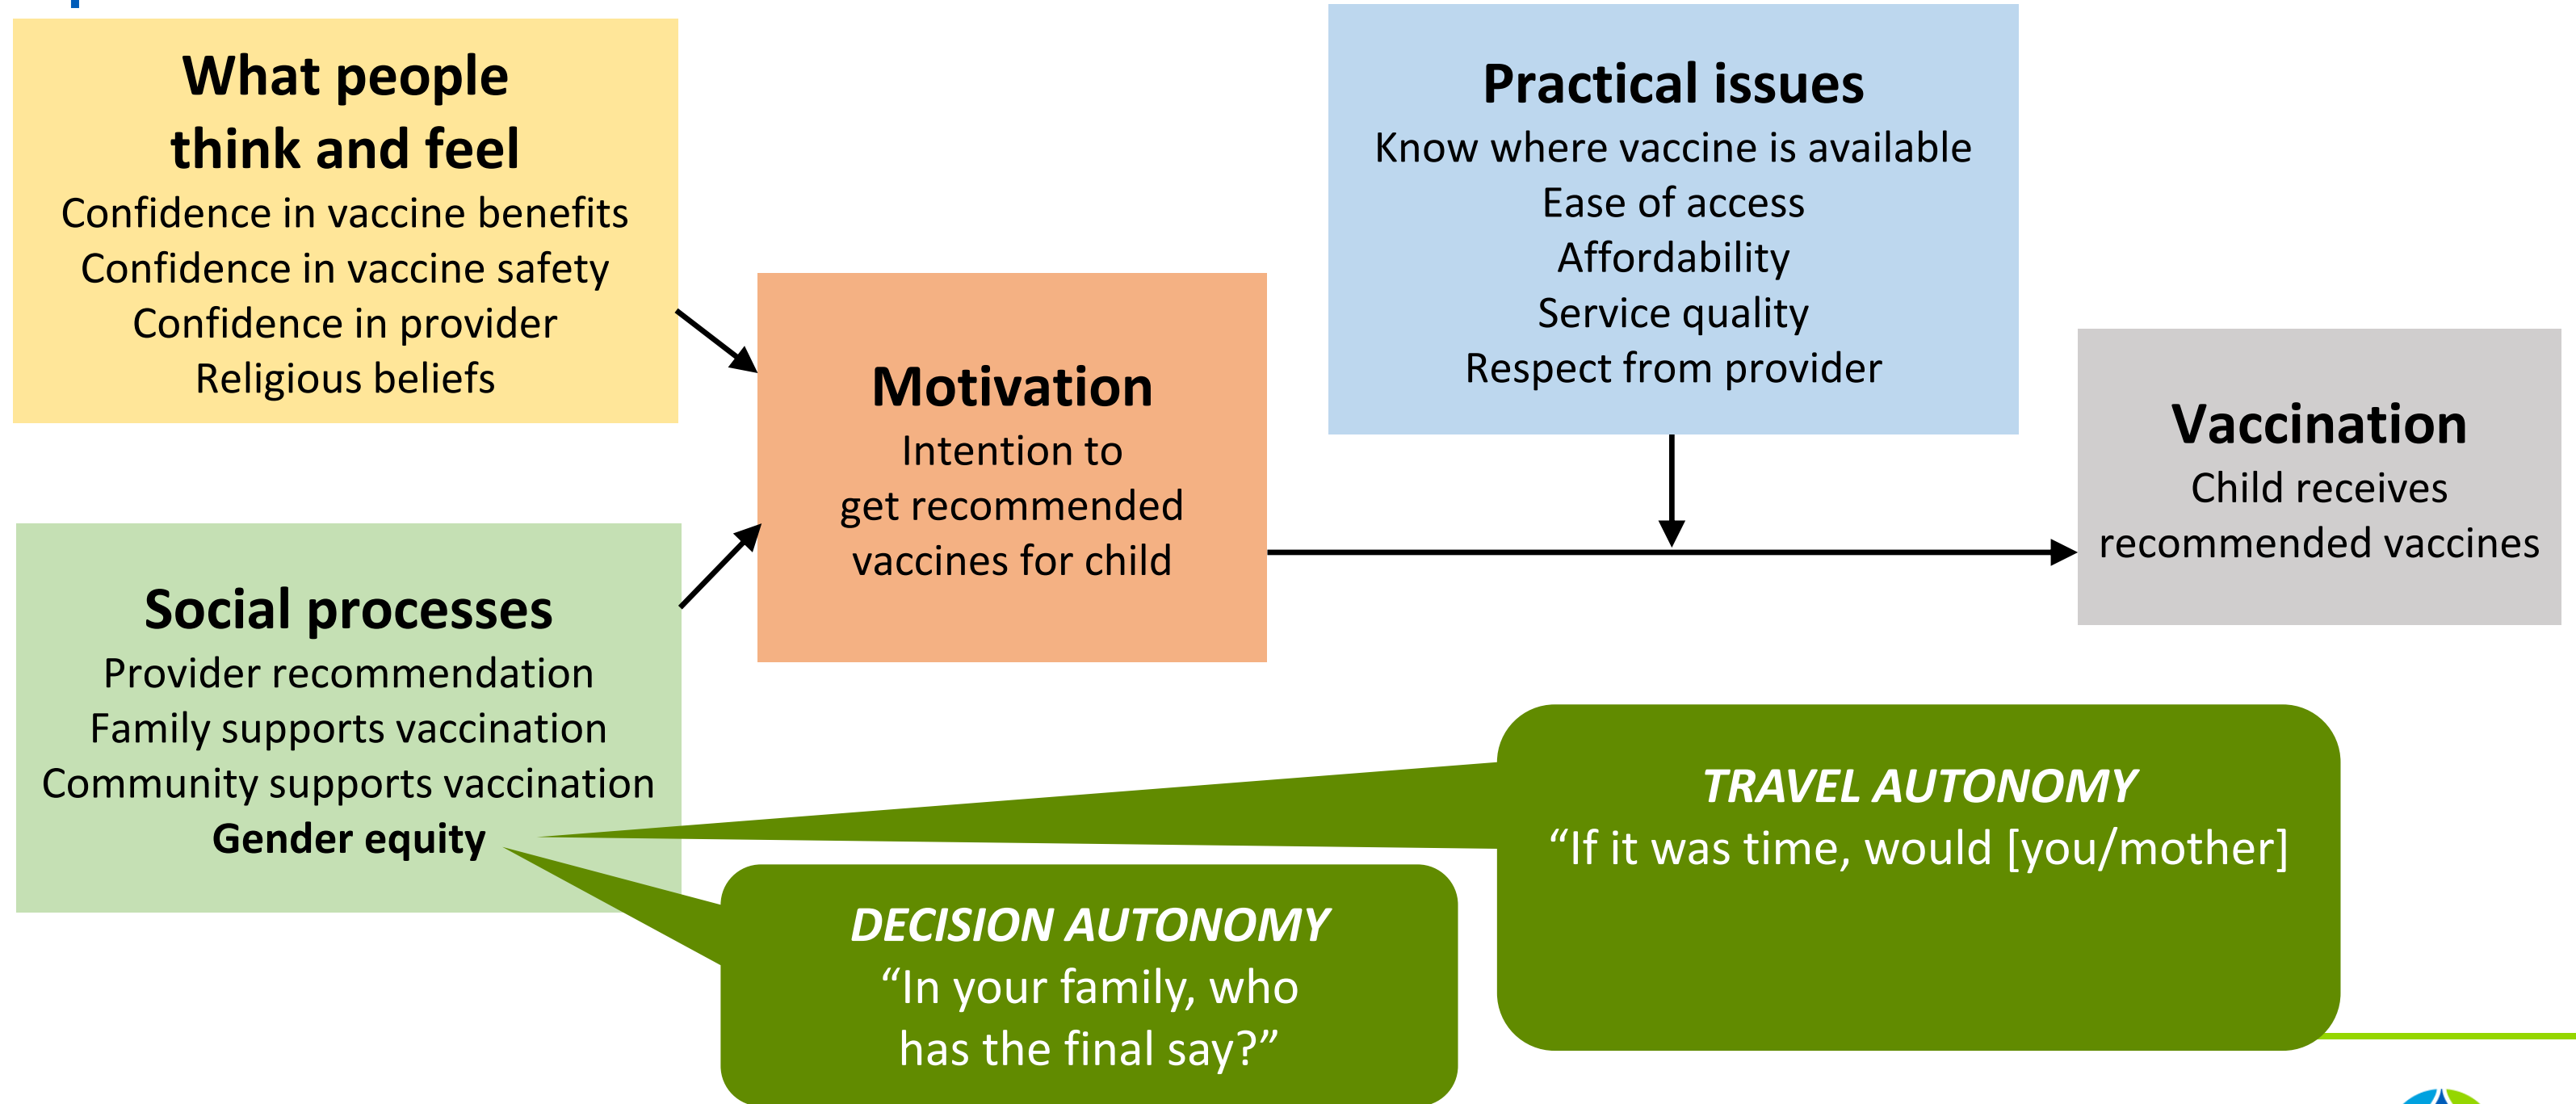 What people
think and feel
Confidence in vaccine benefits
Confidence in vaccine safety
Confidence in provider
Religious beliefs
Social processes
Provider recommendation
Family supports vaccination
Community supports vaccination
Gender equity
Motivation
Intention to
get recommended
vaccines for child
Practical issues
Know where vaccine is available
Ease of access
Affordability
Service quality
Respect from provider
Vaccination
Child receives
recommended vaccines
DECISION AUTONOMY
“In your family, who
has the final say?”
TRAVEL AUTONOMY
“If it was time, would [you/mother]